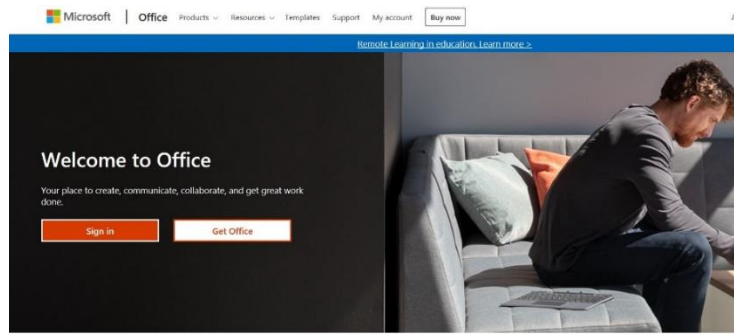 Microsoft | Office Products Resources Templates Support My account Buy now
Remote Learning in education. Learn more >
Welcome to Office
Your place to create, communicate, collaborate, and get great work
done.
Sign in Get Office